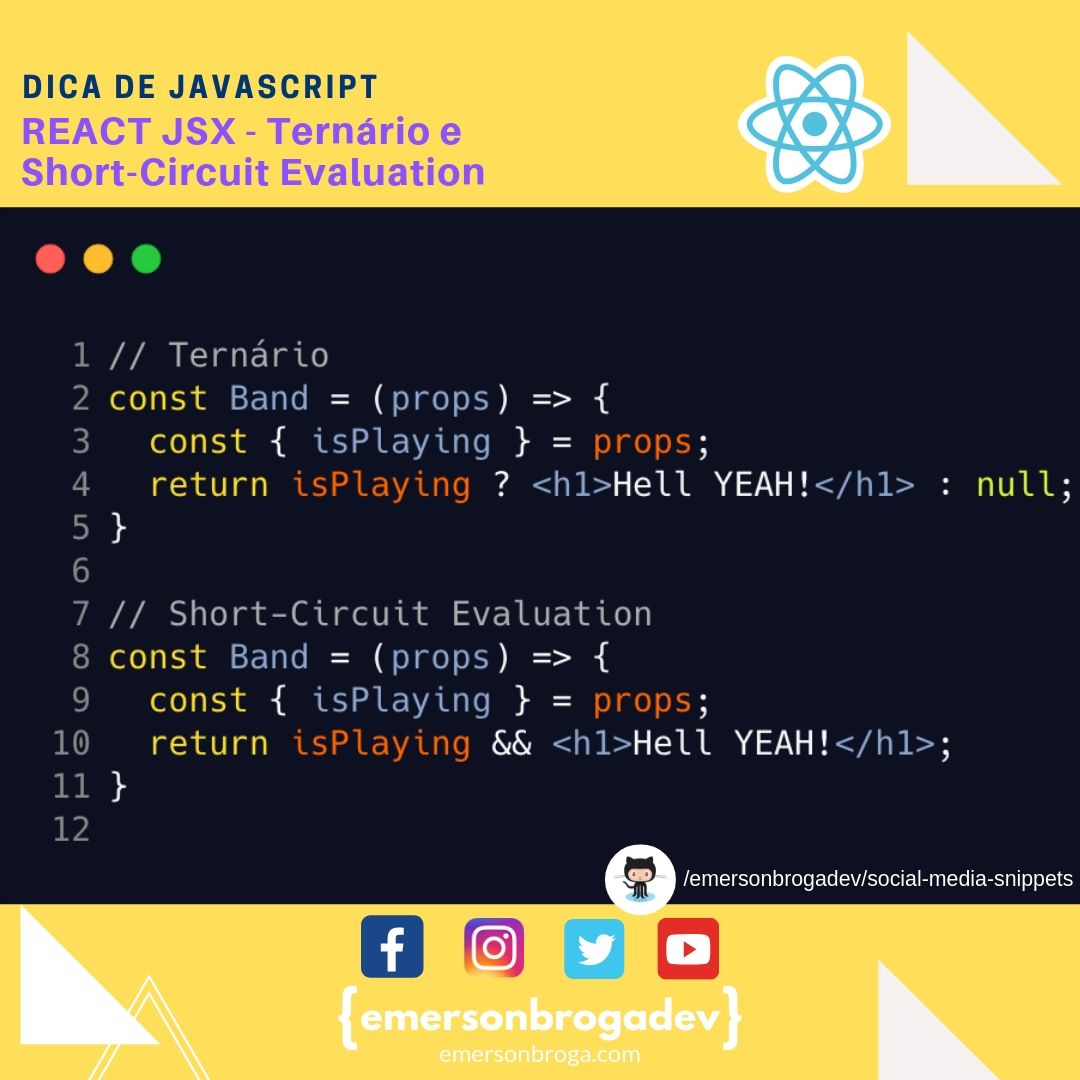 DICA DE JAVASCRIPT
REACT JSX - Ternário e
Short-Circuit Evaluation
1 // Ternário
2 const Band = (props) => {
3   const { isPlaying } = props;
4   return isPlaying ? <h1>Hell YEAH!</h1> : null;
5 }
6
7 // Short-Circuit Evaluation
8 const Band = (props) => {
9   const { isPlaying } = props;
10   return isPlaying && <h1>Hell YEAH!</h1>;
11 }
12
/emersonbrogadev/social-media-snippets
{emersonbrogadev}
emersonbroga.com